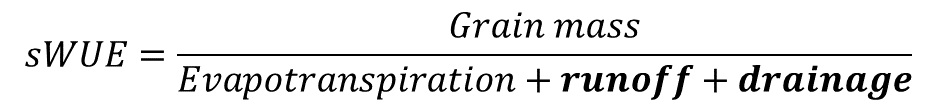 sWUE = Grain mass
Evapotranspiration + runoff + drainage